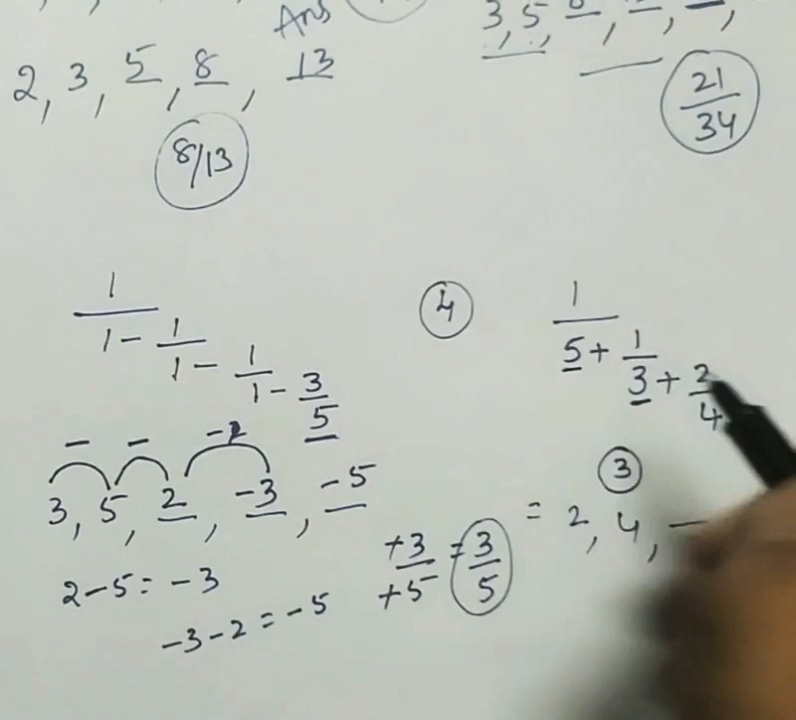 Ans
2, 3, 5, 8, 13
8/13
3, 5,
21/34
1/1- 1/1- 1/1- 3/5
- - -2
3, 5, 2, -3, -5
2-5= -3
-3-2 = -5
+3/+5 = 3/5
4
1/5+ 1/3+ 2/4
3
= 2, 4,